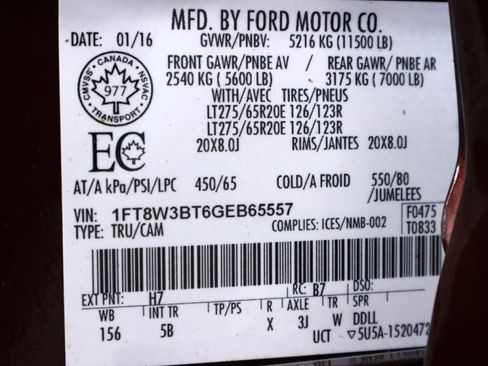 MFD. BY FORD MOTOR CO.
DATE: 01/16 GVWR/PNBV: 5216 KG (11500 LB)
FRONT GAWR/PNBE AV / REAR GAWR/ PNBE AR
2540 KG ( 5600 LB) 3175 KG ( 7000 LB)
WITH/AVEC TIRES/PNEUS
LT275/65R20E 126/123R
LT275/65R20E 126/123R
20X8.0J RIMS/JANTES 20X8.0J
CMVSS CANADA NSVAC
977
TRANSPORT
EC
AT/A kPa/PSI/LPC 450/65 COLD/A FROID 550/80
/JUMELEES
VIN: 1FT8W3BT6GEB65557
TYPE: TRU/CAM COMPLIES: ICES/NMB-002
F0475
T0833
EXT PNT: H7 RC: B7 DSO:
WB INT TR TP/PS R AXLE TR SPR
156 5B X 3J W DDLL
UCT ▽5U5A-1520472